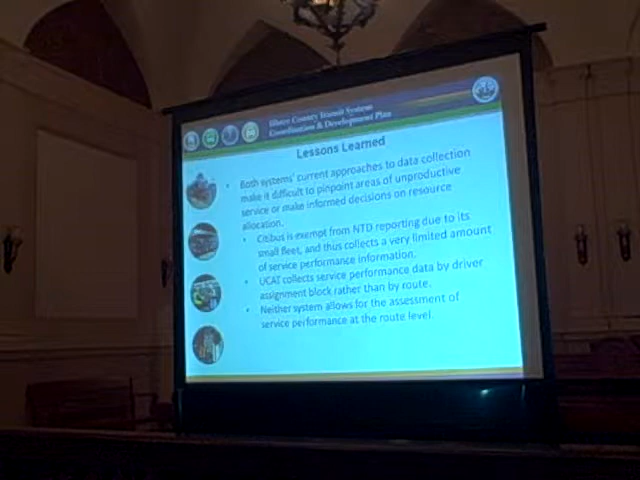 Ulster County Transit System
Coordination & Development Plan
Lessons Learned
• Both systems' current approaches to data collection
make it difficult to pinpoint areas of unproductive
service or make informed decisions on resource
allocation.
• Citibus is exempt from NTD reporting due to its
small fleet, and thus collects a very limited amount
of service performance information.
• UCAT collects service performance data by driver
assignment block rather than by route.
• Neither system allows for the assessment of
service performance at the route level.